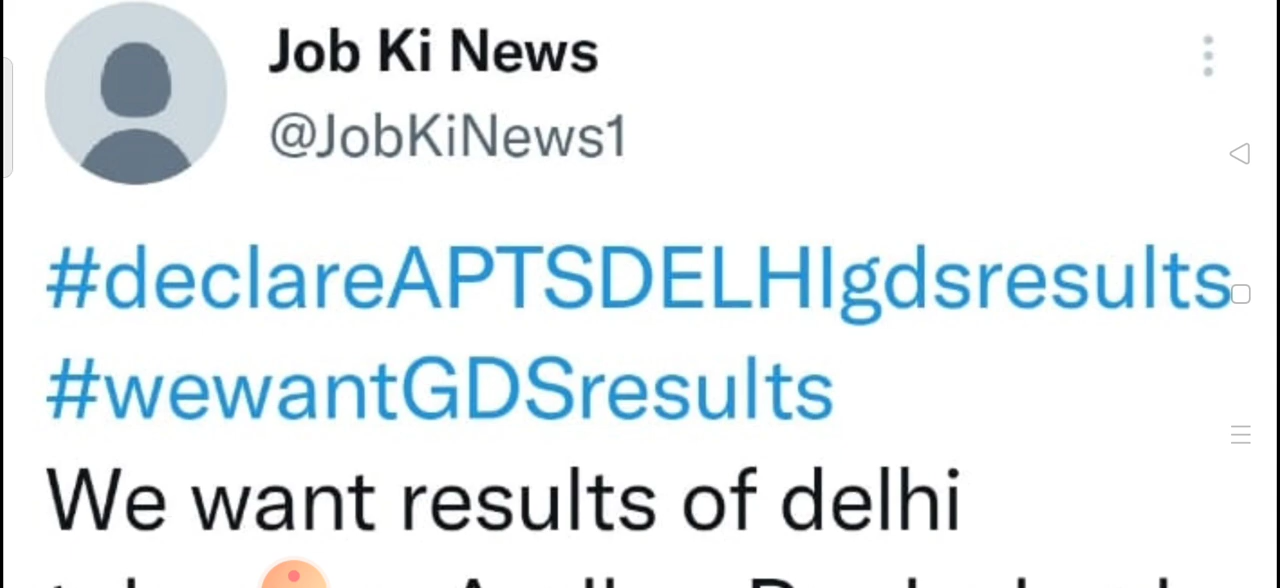 Job Ki News
@JobKiNews1
#declareAPTSDELHIgdsresults
#wewantGDSresults
We want results of delhi